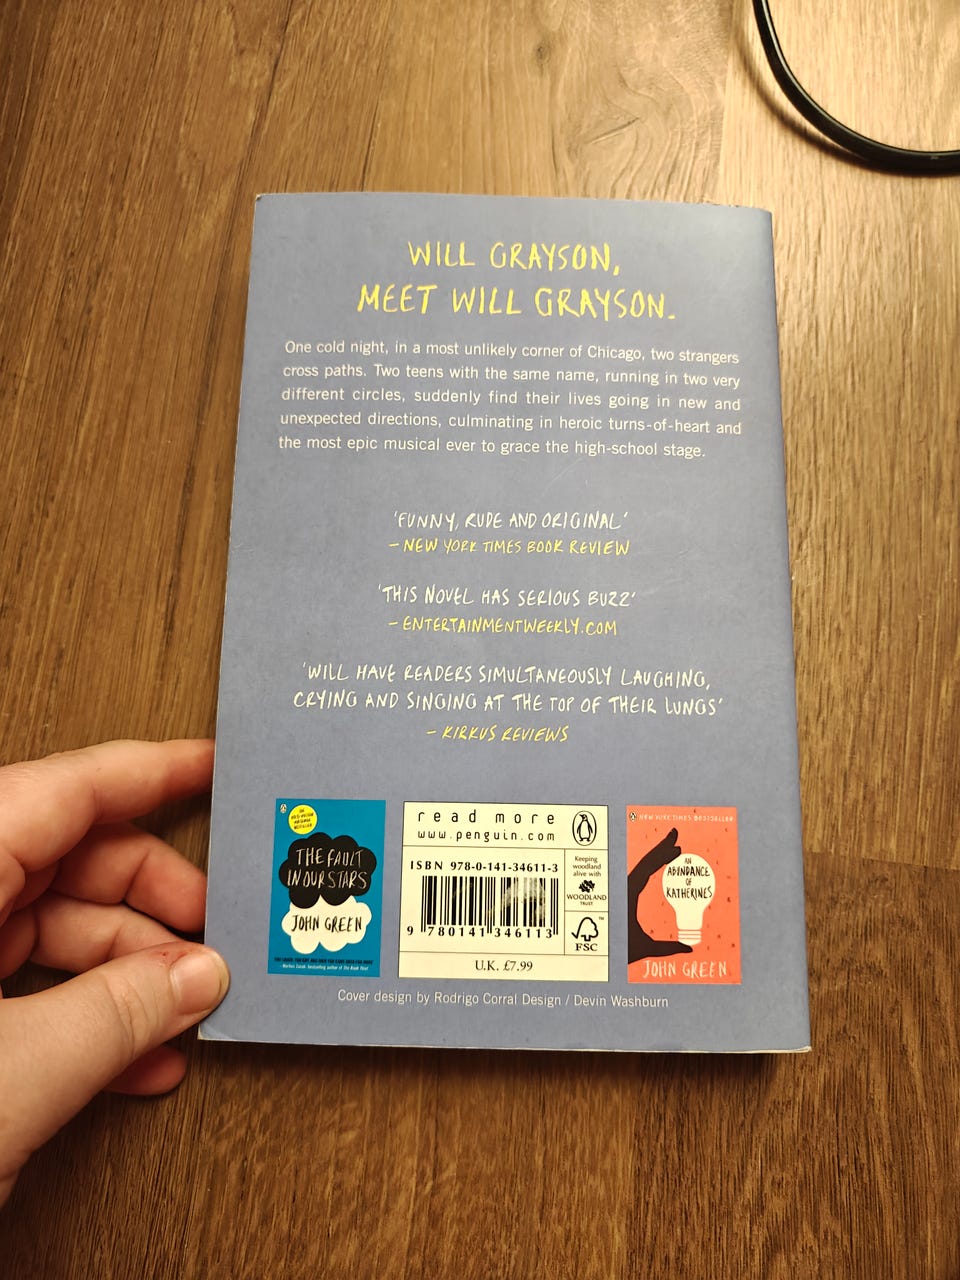 WILL GRAYSON,
MEET WILL GRAYSON.
One cold night, in a most unlikely corner of Chicago, two strangers
cross paths. Two teens with the same name, running in two very
different circles, suddenly find their lives going in new and
unexpected directions, culminating in heroic turns-of-heart and
the most epic musical ever to grace the high-school stage.
'FUNNY, RUDE AND ORIGINAL'
– NEW YORK TIMES BOOK REVIEW
'THIS NOVEL HAS SERIOUS BUZZ'
– ENTERTAINMENTWEEKLY.COM
'WILL HAVE READERS SIMULTANEOUSLY LAUGHING,
CRYING AND SINGING AT THE TOP OF THEIR LUNGS'
– KIRKUS REVIEWS
THE FAULT
IN OUR STARS
JOHN GREEN
read more
www.penguin.com
ISBN 978-0-141-34611-3
9 780141 346113
Keeping
woodland
alive with
WOODLAND
TRUST
FSC™
U.K. £7.99
NEW YORK TIMES BESTSELLER
AN
ABUNDANCE
OF
KATHERINES
JOHN GREEN
Cover design by Rodrigo Corral Design / Devin Washburn